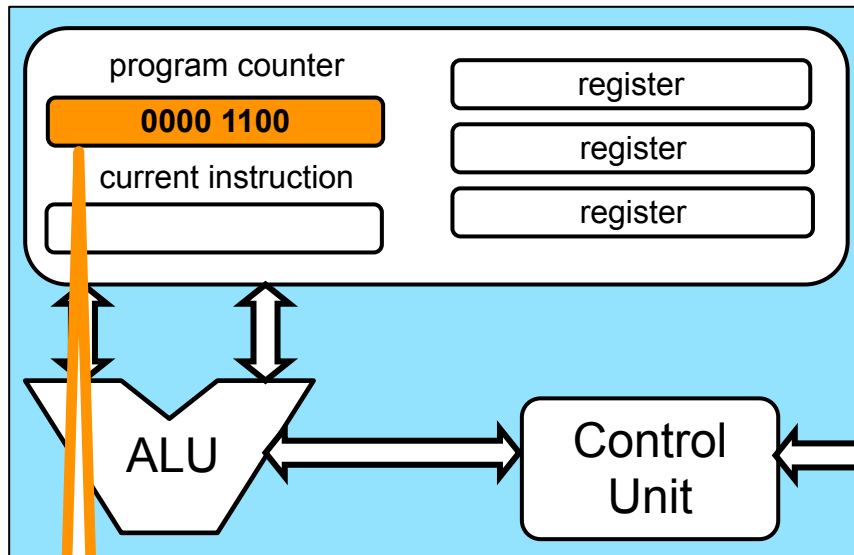 program counter
0000 1100
current instruction
register
register
register
ALU
Control
Unit